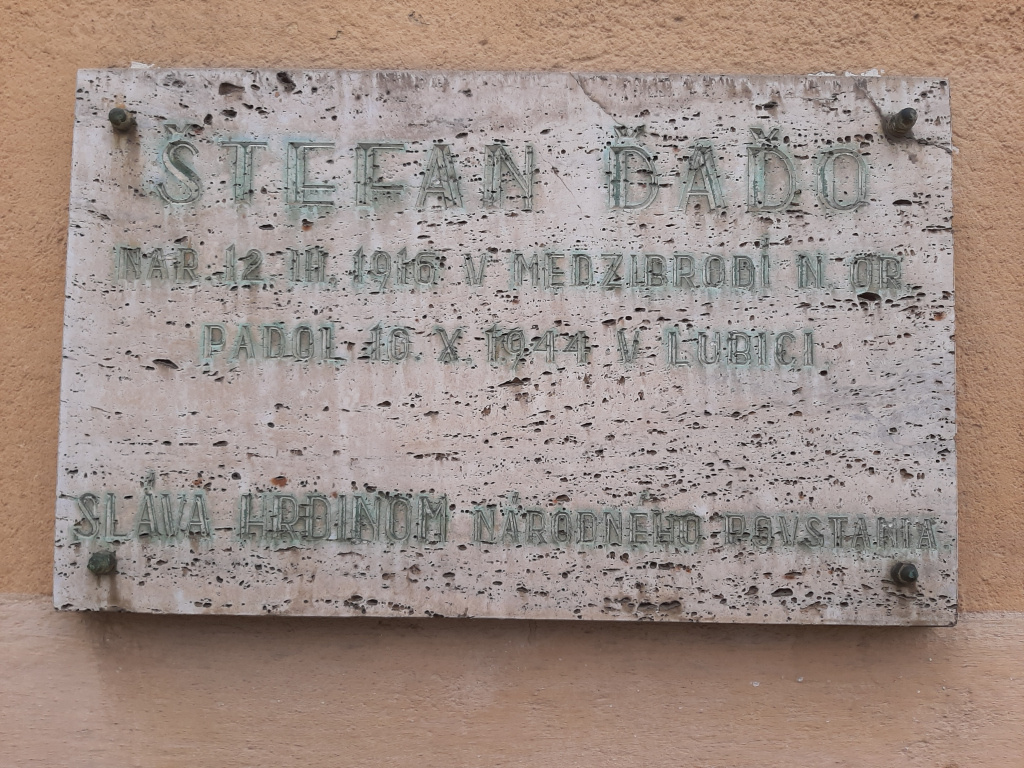 ŠTEFAN ĎAĎO
NAR. 12. III. 1916 V MEDZIBRODÍ N. OR.
PADOL 10. X. 1944 V ĽUBICI.
SLÁVA HRDINOM NÁRODNÉHO POVSTANIA.